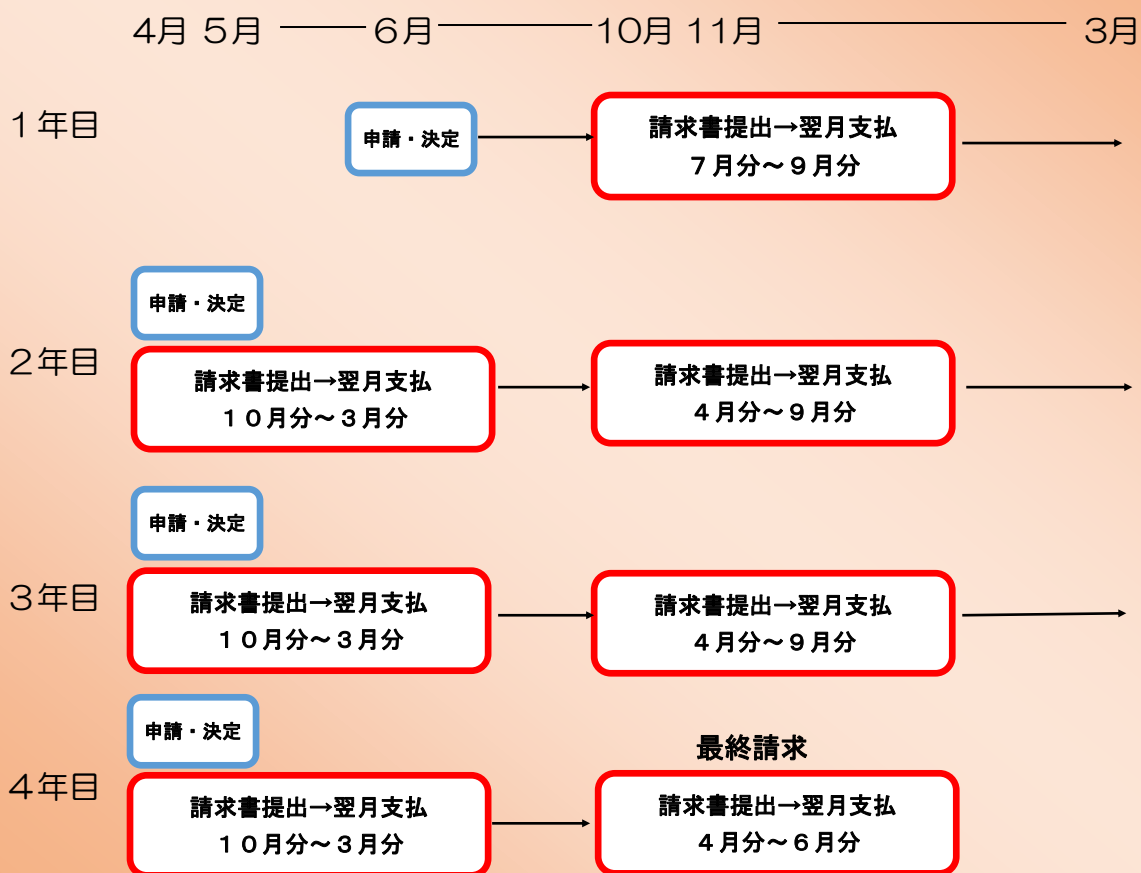 4月 5月 6月 10月 11月 3月
1年目
申請・決定
請求書提出→翌月支払
7月分～9月分
申請・決定
2年目
請求書提出→翌月支払
10月分～3月分
請求書提出→翌月支払
4月分～9月分
申請・決定
3年目
請求書提出→翌月支払
10月分～3月分
請求書提出→翌月支払
4月分～9月分
申請・決定
最終請求
4年目
請求書提出→翌月支払
10月分～3月分
請求書提出→翌月支払
4月分～6月分